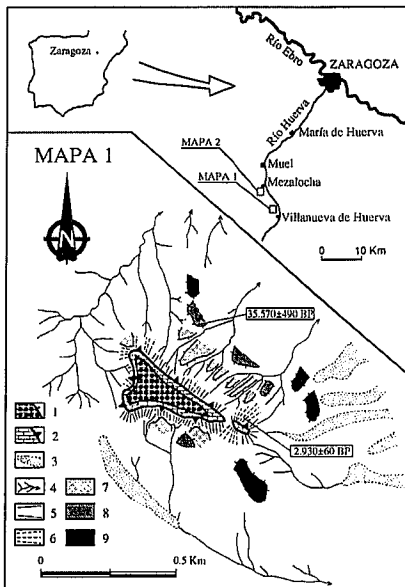 Zaragoza
Río Ebro
ZARAGOZA
Río Huerva
María de Huerva
MAPA 2
Muel
MAPA 1
Mezalocha
Villanueva de Huerva
0 10 Km
MAPA 1
N
35.570±490 BP
2.930±60 BP
1
2
3
4 7
5 8
6 9
0 0.5 Km